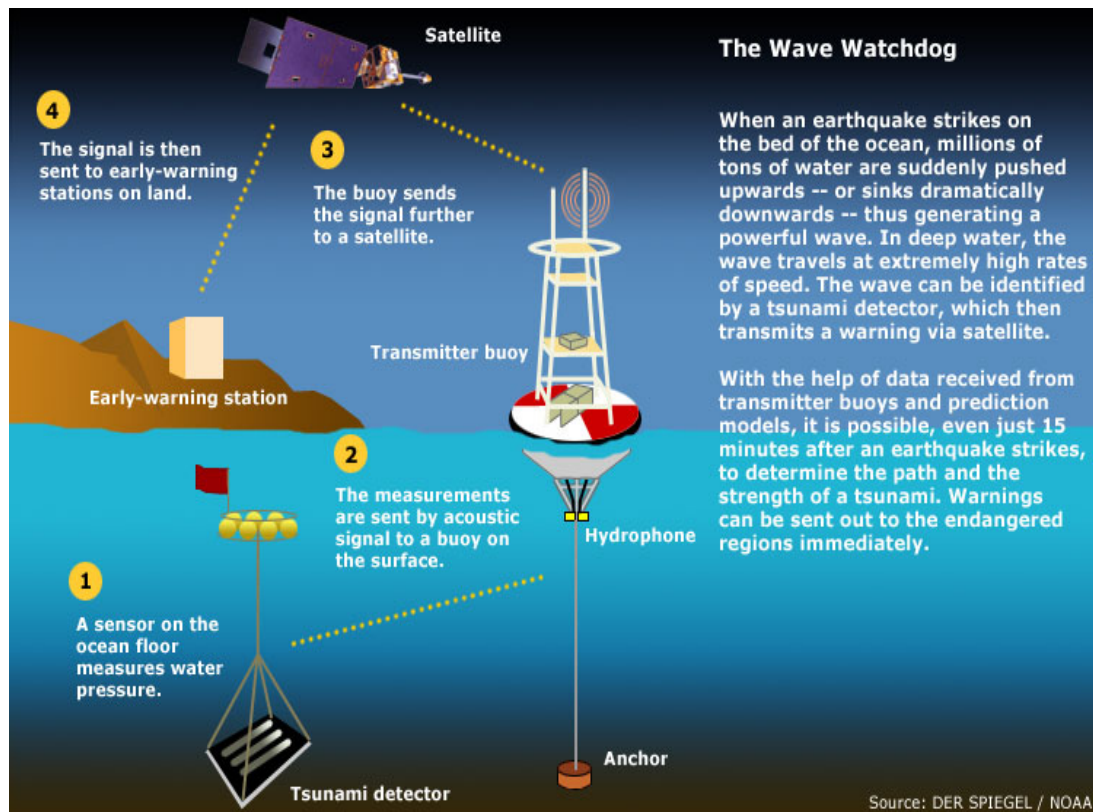 Satellite
The Wave Watchdog
4
The signal is then
sent to early-warning
stations on land.
3
The buoy sends
the signal further
to a satellite.
When an earthquake strikes on
the bed of the ocean, millions of
tons of water are suddenly pushed
upwards -- or sinks dramatically
downwards -- thus generating a
powerful wave. In deep water, the
wave travels at extremely high rates
of speed. The wave can be identified
by a tsunami detector, which then
transmits a warning via satellite.
With the help of data received from
transmitter buoys and prediction
models, it is possible, even just 15
minutes after an earthquake strikes,
to determine the path and the
strength of a tsunami. Warnings
can be sent out to the endangered
regions immediately.
Transmitter buoy
Early-warning station
2
The measurements
are sent by acoustic
signal to a buoy on
the surface.
Hydrophone
1
A sensor on the
ocean floor
measures water
pressure.
Anchor
Tsunami detector
Source: DER SPIEGEL / NOAA